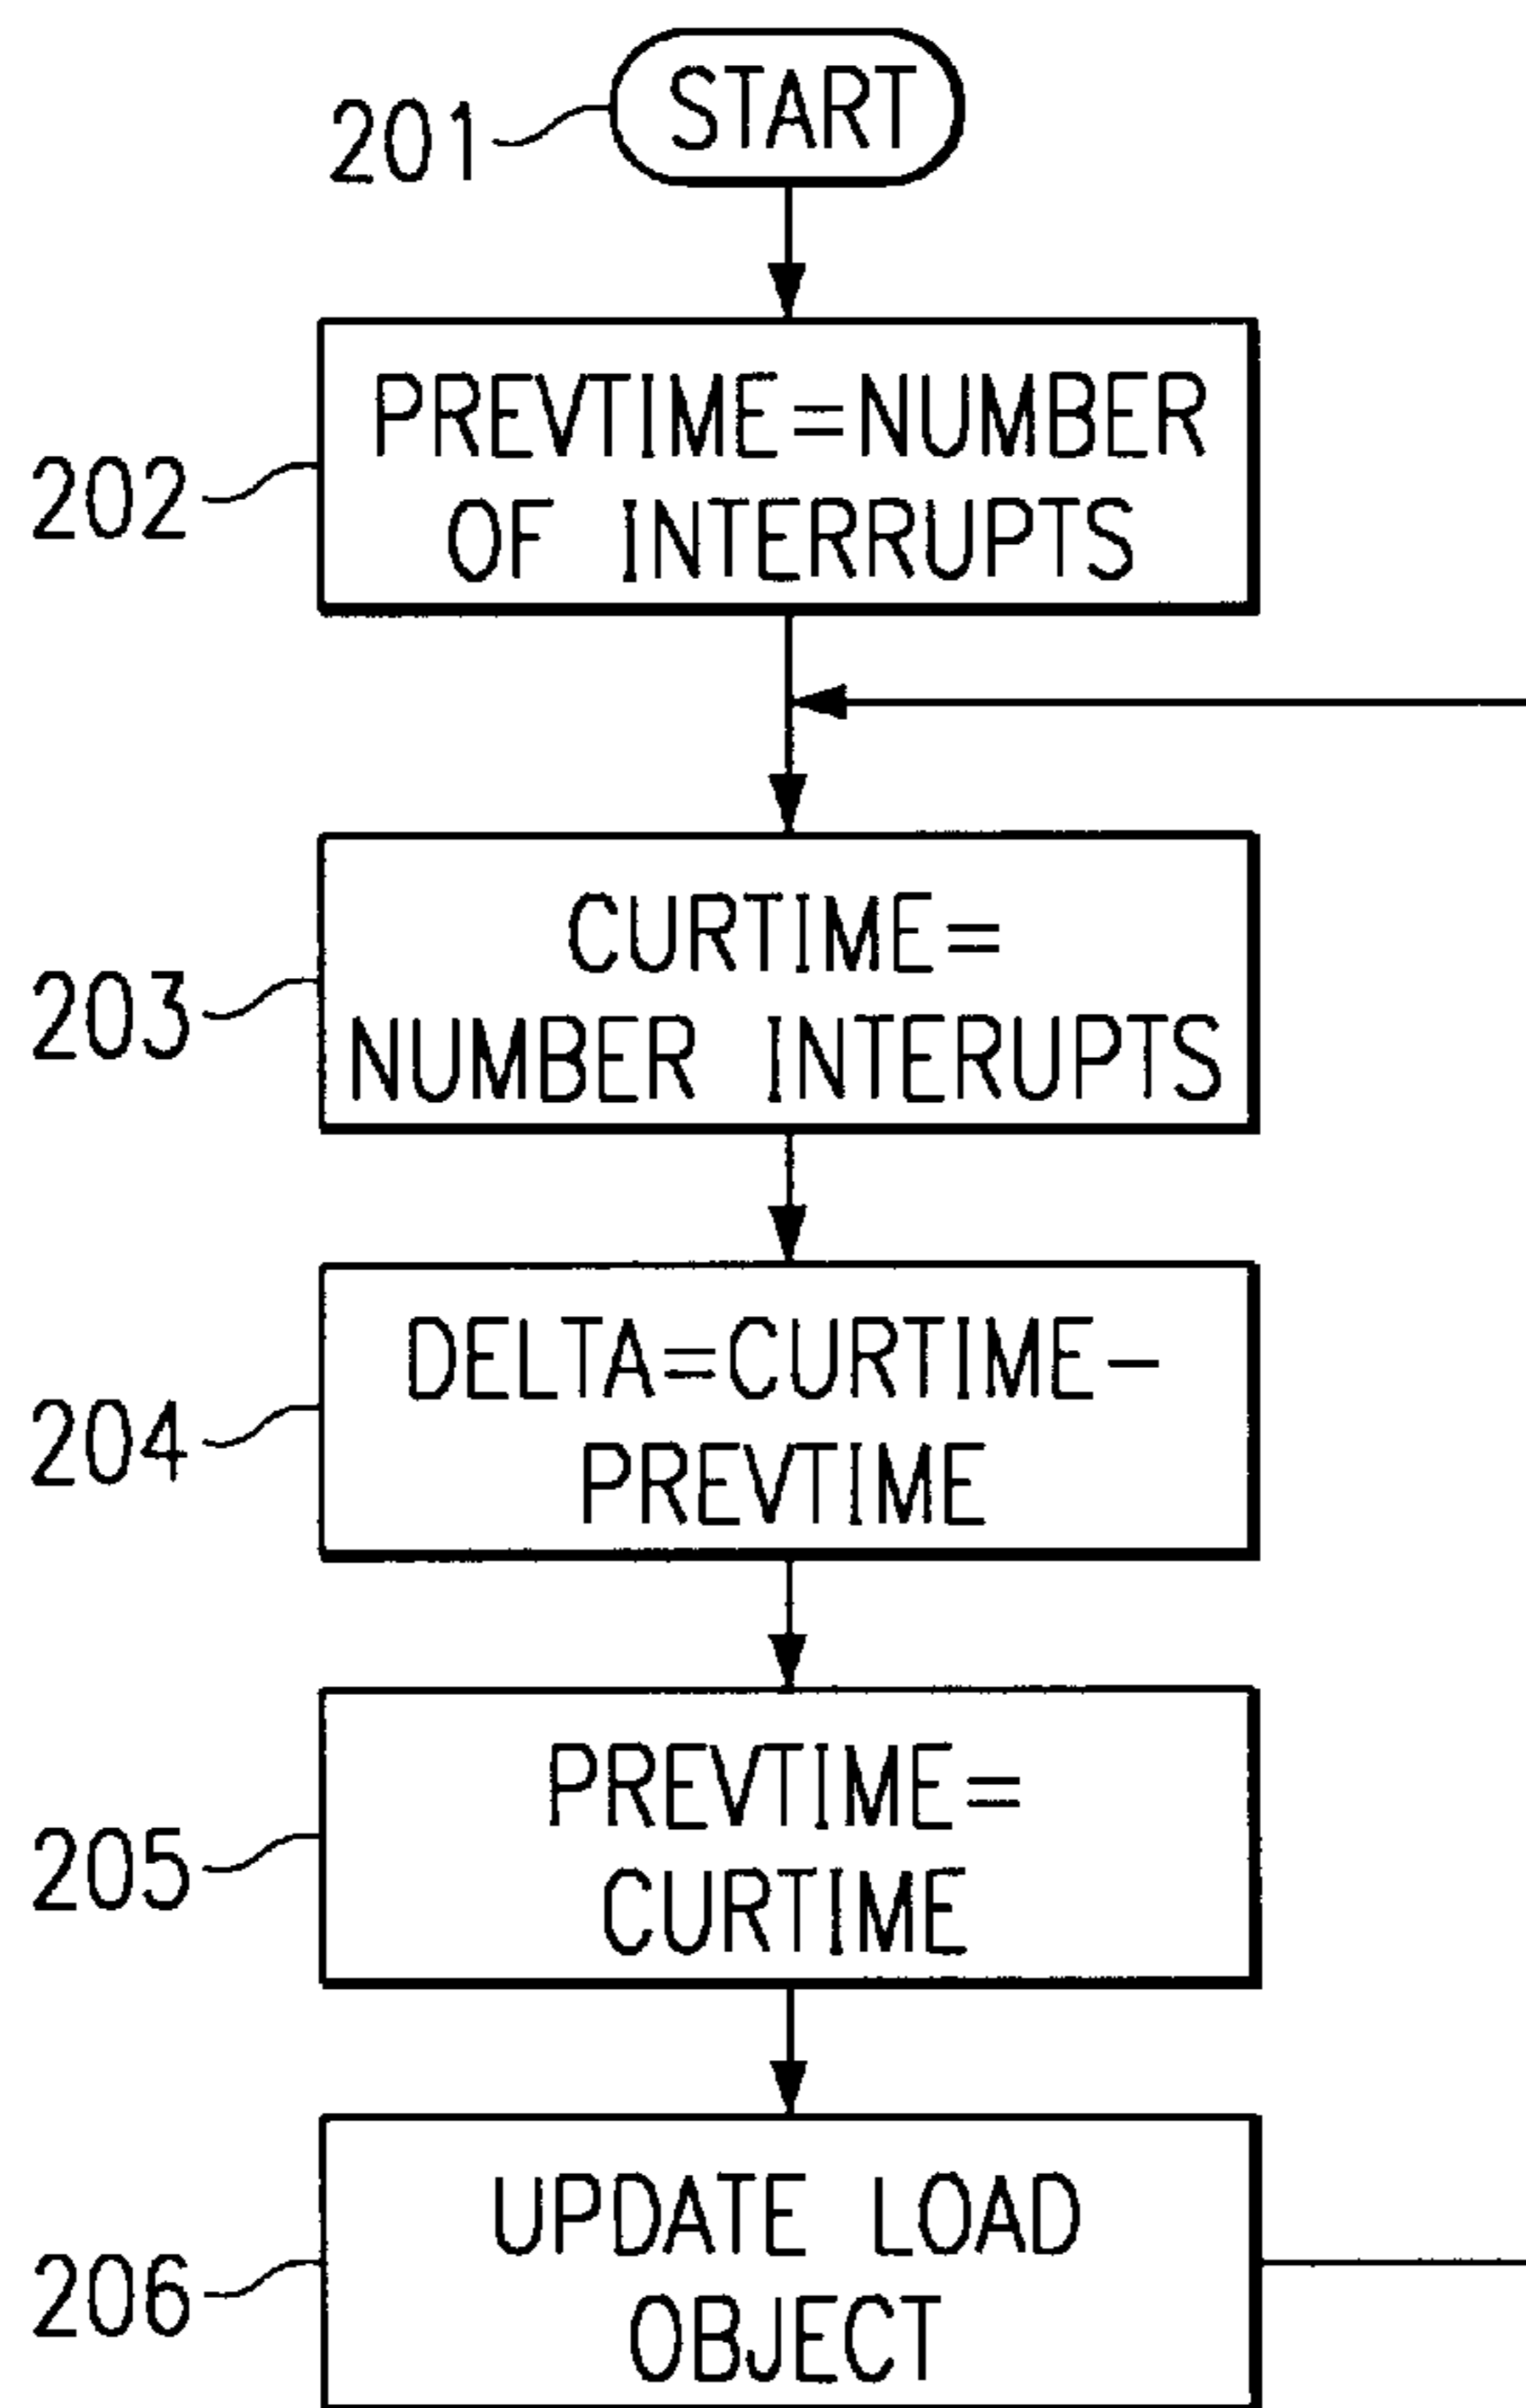 START
201
PREVTIME=NUMBER
OF INTERRUPTS
202
CURTIME=
NUMBER INTERUPTS
203
DELTA=CURTIME-
PREVTIME
204
PREVTIME=
CURTIME
205
UPDATE LOAD
OBJECT
206